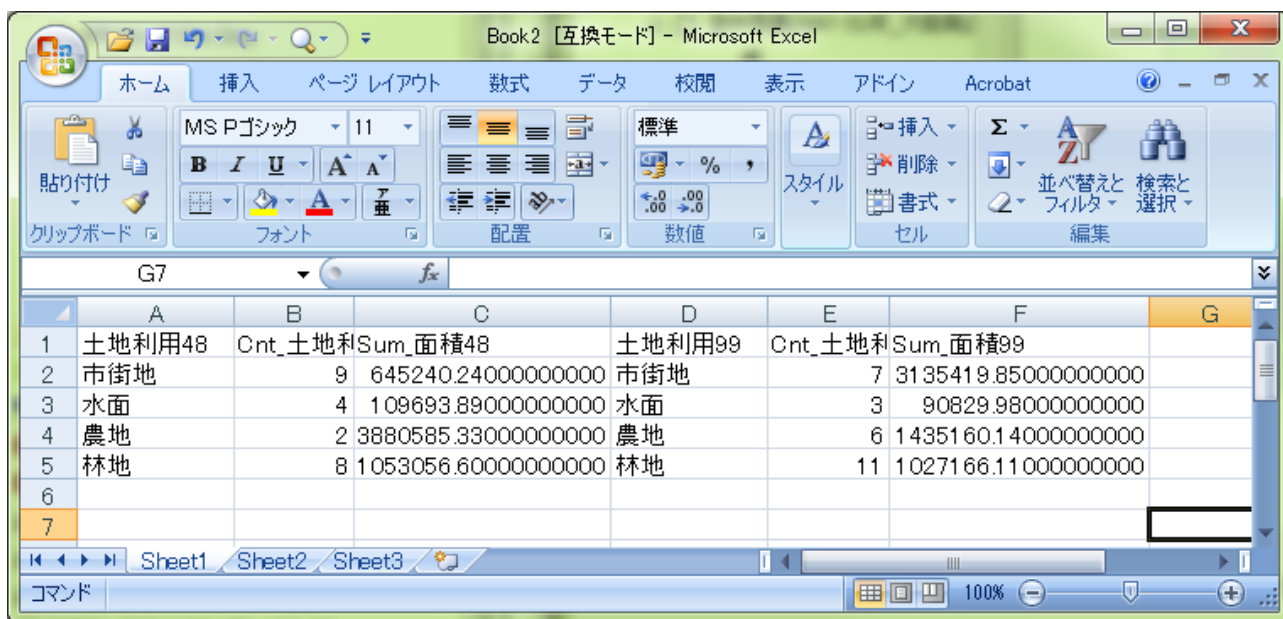 Book2 [互換モード] - Microsoft Excel
ホーム 挿入 ページ レイアウト 数式 データ 校閲 表示 アドイン Acrobat
MS Pゴシック 11 標準 挿入 Σ
B I U A A % , 削除
貼り付け スタイル 書式 並べ替えと フィルタ 検索と 選択
クリップボード フォント 配置 数値 セル 編集
G7 fx
A B C D E F G
1 土地利用48 Cnt_土地利 Sum_面積48 土地利用99 Cnt_土地利 Sum_面積99
2 市街地 9 645240.24000000000 市街地 7 3135419.85000000000
3 水面 4 109693.89000000000 水面 3 90829.98000000000
4 農地 2 3880585.33000000000 農地 6 1435160.14000000000
5 林地 8 1053056.60000000000 林地 11 1027166.11000000000
6
7
Sheet1 Sheet2 Sheet3
コマンド 100%